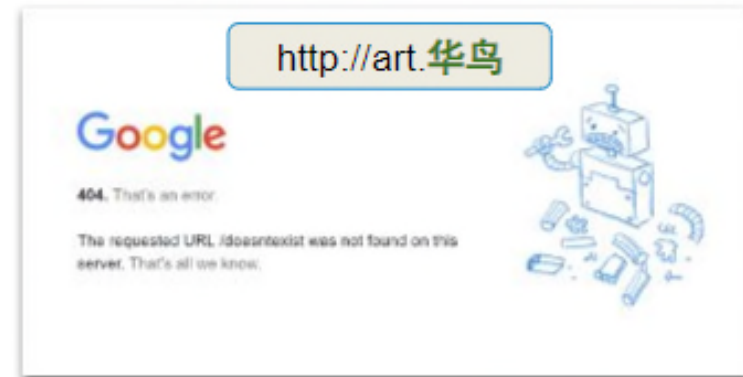 http://art.华鸟
Google
404. That's an error.
The requested URL /doesntexist was not found on this
server. That's all we know.